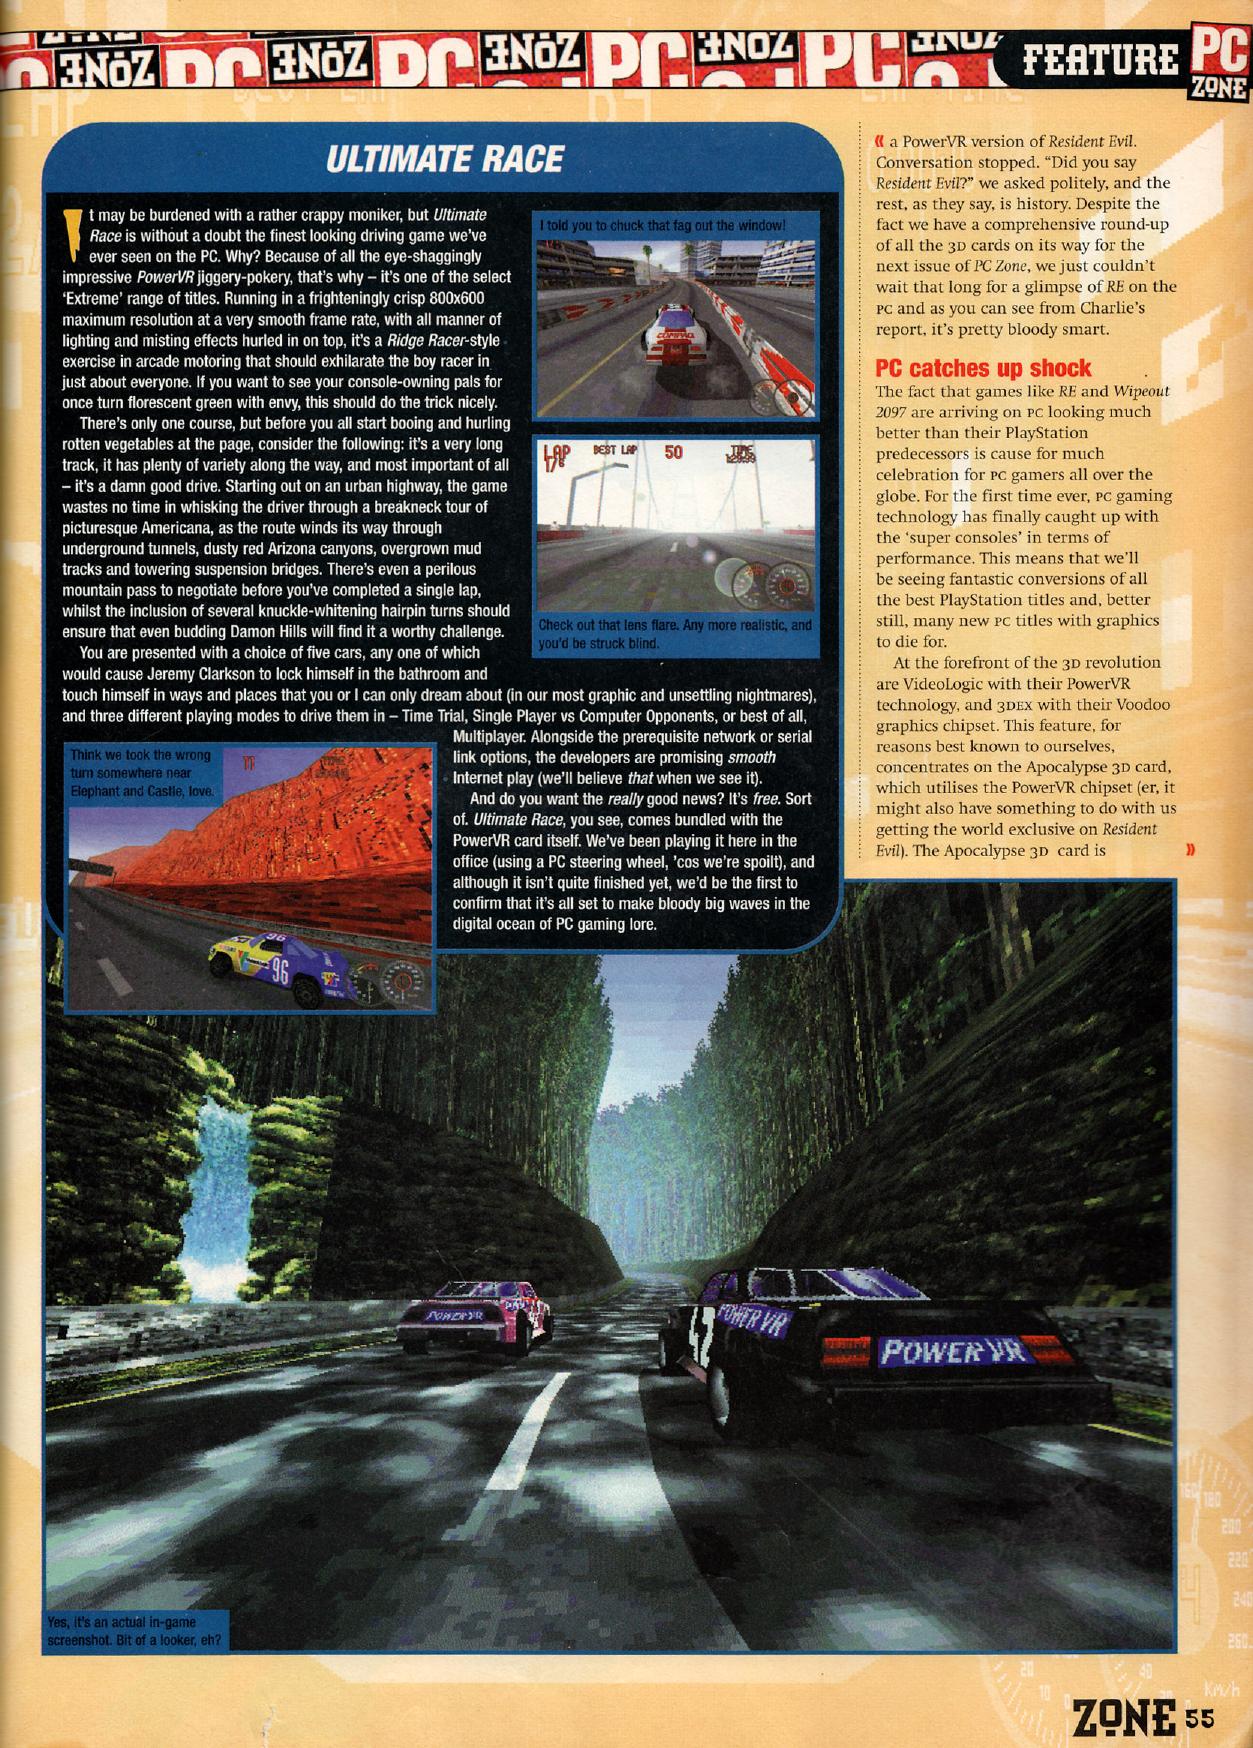 FEATURE
PC
ZONE
ULTIMATE RACE
It may be burdened with a rather crappy moniker, but Ultimate
Race is without a doubt the finest looking driving game we've
ever seen on the PC. Why? Because of all the eye-shaggingly
impressive PowerVR jiggery-pokery, that's why – it's one of the select
'Extreme' range of titles. Running in a frighteningly crisp 800x600
maximum resolution at a very smooth frame rate, with all manner of
lighting and misting effects hurled in on top, it's a Ridge Racer-style
exercise in arcade motoring that should exhilarate the boy racer in
just about everyone. If you want to see your console-owning pals for
once turn florescent green with envy, this should do the trick nicely.
There's only one course, but before you all start booing and hurling
rotten vegetables at the page, consider the following: it's a very long
track, it has plenty of variety along the way, and most important of all
– it's a damn good drive. Starting out on an urban highway, the game
wastes no time in whisking the driver through a breakneck tour of
picturesque Americana, as the route winds its way through
underground tunnels, dusty red Arizona canyons, overgrown mud
tracks and towering suspension bridges. There's even a perilous
mountain pass to negotiate before you've completed a single lap,
whilst the inclusion of several knuckle-whitening hairpin turns should
ensure that even budding Damon Hills will find it a worthy challenge.
You are presented with a choice of five cars, any one of which
would cause Jeremy Clarkson to lock himself in the bathroom and
touch himself in ways and places that you or I can only dream about (in our most graphic and unsettling nightmares),
and three different playing modes to drive them in – Time Trial, Single Player vs Computer Opponents, or best of all,
Multiplayer. Alongside the prerequisite network or serial
link options, the developers are promising smooth
Internet play (we'll believe that when we see it).
And do you want the really good news? It's free. Sort
of. Ultimate Race, you see, comes bundled with the
PowerVR card itself. We've been playing it here in the
office (using a PC steering wheel, 'cos we're spoilt), and
although it isn't quite finished yet, we'd be the first to
confirm that it's all set to make bloody big waves in the
digital ocean of PC gaming lore.
I told you to chuck that fag out the window!
LAP
1/6
BEST LAP
50
TIME
Check out that lens flare. Any more realistic, and
you'd be struck blind.
Think we took the wrong
turn somewhere near
Elephant and Castle, love.
96
« a PowerVR version of Resident Evil.
Conversation stopped. "Did you say
Resident Evil?" we asked politely, and the
rest, as they say, is history. Despite the
fact we have a comprehensive round-up
of all the 3D cards on its way for the
next issue of PC Zone, we just couldn't
wait that long for a glimpse of RE on the
PC and as you can see from Charlie's
report, it's pretty bloody smart.
PC catches up shock
The fact that games like RE and Wipeout
2097 are arriving on PC looking much
better than their PlayStation
predecessors is cause for much
celebration for PC gamers all over the
globe. For the first time ever, PC gaming
technology has finally caught up with
the 'super consoles' in terms of
performance. This means that we'll
be seeing fantastic conversions of all
the best PlayStation titles and, better
still, many new PC titles with graphics
to die for.
At the forefront of the 3D revolution
are VideoLogic with their PowerVR
technology, and 3DFX with their Voodoo
graphics chipset. This feature, for
reasons best known to ourselves,
concentrates on the Apocalypse 3D card,
which utilises the PowerVR chipset (er, it
might also have something to do with us
getting the world exclusive on Resident
Evil). The Apocalypse 3D card is »
POWER VR
POWER VR
POWER VR
Yes, it's an actual in-game
screenshot. Bit of a looker, eh?
ZONE 55